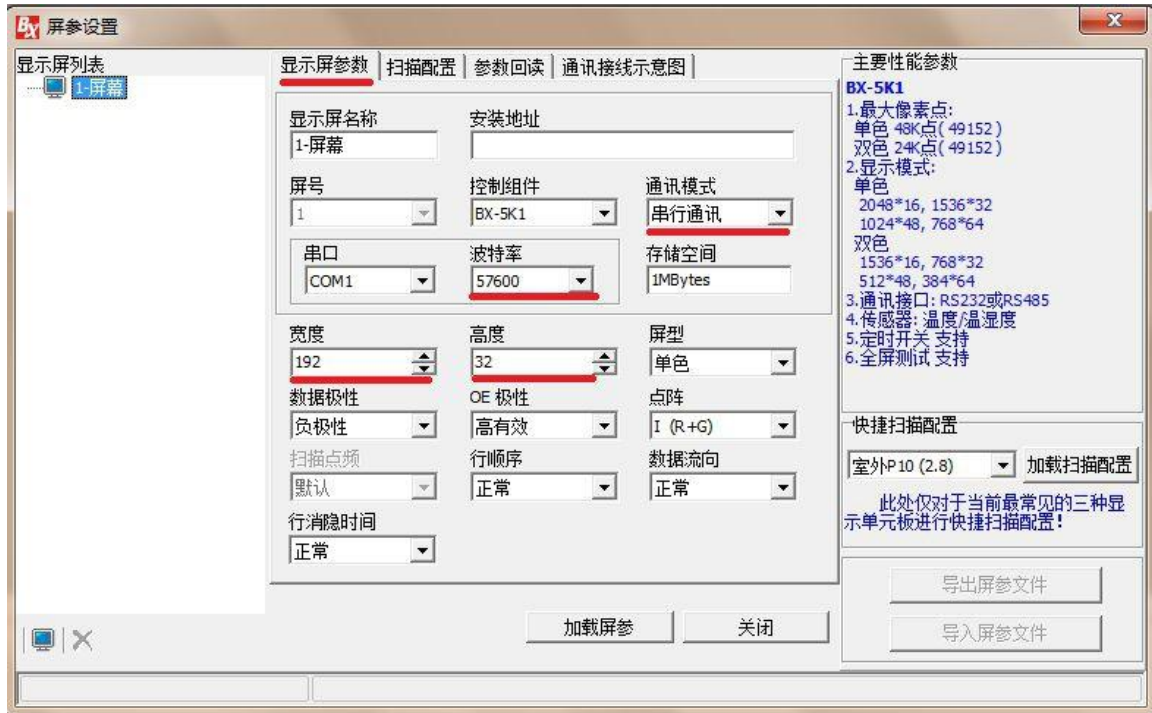 BX 屏参设置
显示屏列表
1-屏幕
显示屏参数 扫描配置 参数回读 通讯接线示意图
显示屏名称 安装地址
1-屏幕
屏号 控制组件 通讯模式
1 BX-5K1 串行通讯
串口 波特率 存储空间
COM1 57600 1MBytes
宽度 高度 屏型
192 32 单色
数据极性 OE 极性 点阵
负极性 高有效 I (R+G)
扫描点频 行顺序 数据流向
默认 正常 正常
行消隐时间
正常
加载屏参 关闭
主要性能参数
BX-5K1
1.最大像素点:
单色 48K点( 49152 )
双色 24K点( 49152 )
2.显示模式:
单色
2048*16, 1536*32
1024*48, 768*64
双色
1536*16, 768*32
512*48, 384*64
3.通讯接口: RS232或RS485
4.传感器: 温度/温湿度
5.定时开关 支持
6.全屏测试 支持
快捷扫描配置
室外P10 (2.8) 加载扫描配置
此处仅对于当前最常见的三种显
示单元板进行快捷扫描配置!
导出屏参文件
导入屏参文件